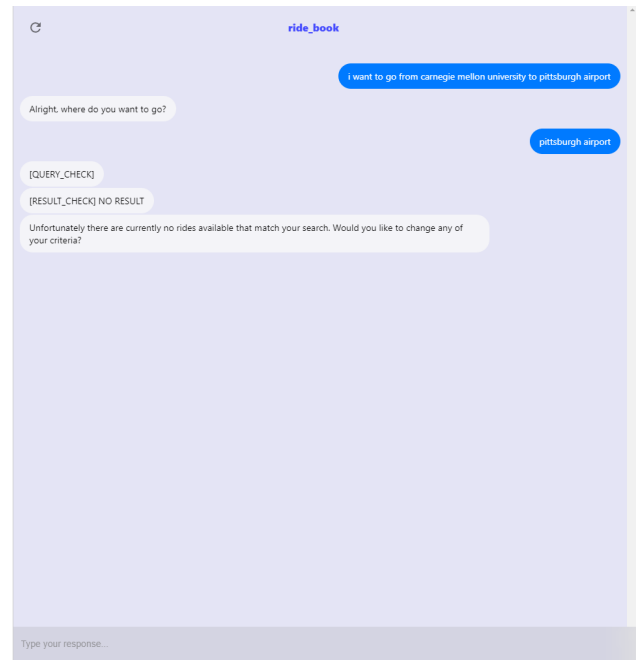 ride_book
i want to go from carnegie mellon university to pittsburgh airport
Alright, where do you want to go?
pittsburgh airport
[QUERY_CHECK]
[RESULT_CHECK] NO RESULT
Unfortunately there are currently no rides available that match your search. Would you like to change any of
your criteria?
Type your response...